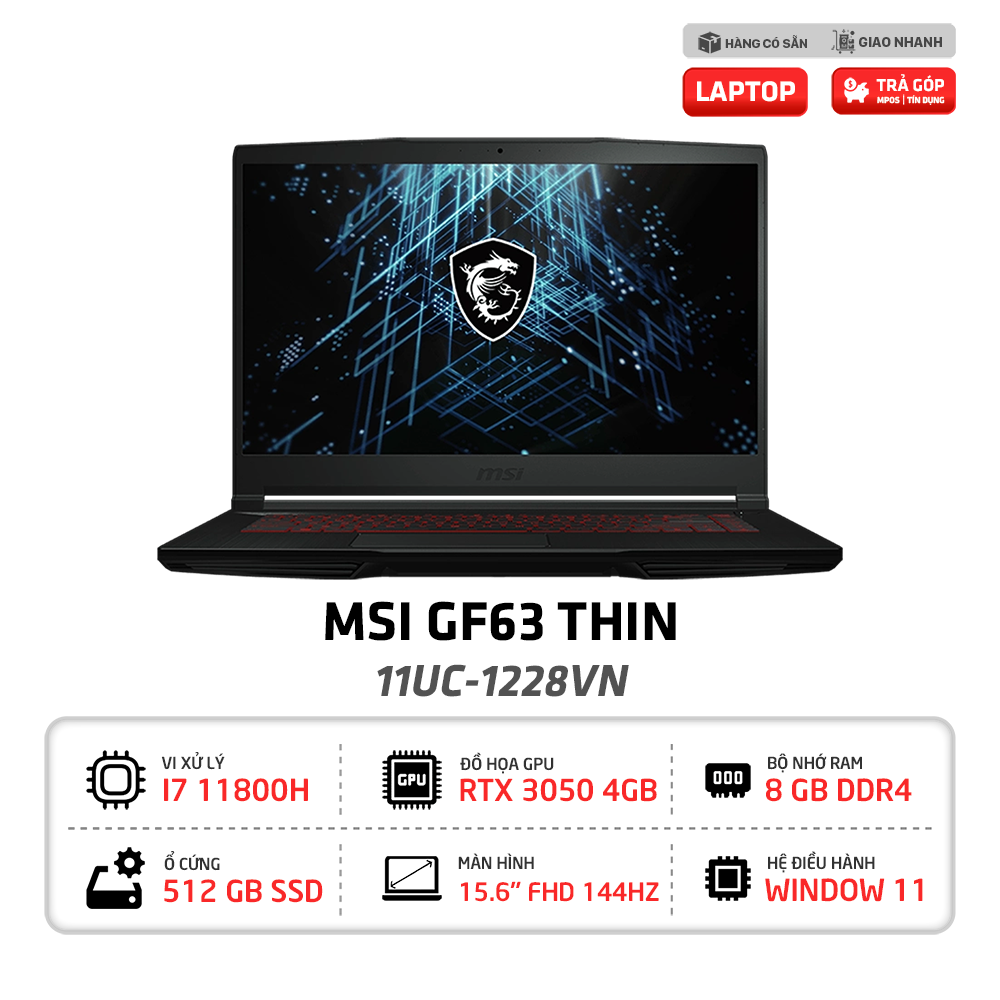 HÀNG CÓ SẴN
GIAO NHANH
LAPTOP
TRẢ GÓP
MPOS | TÍN DỤNG
msi
MSI GF63 THIN
11UC-1228VN
VI XỬ LÝ
I7 11800H
GPU
ĐỒ HỌA GPU
RTX 3050 4GB
BỘ NHỚ RAM
8 GB DDR4
Ổ CỨNG
512 GB SSD
MÀN HÌNH
15.6” FHD 144HZ
HỆ ĐIỀU HÀNH
WINDOW 11